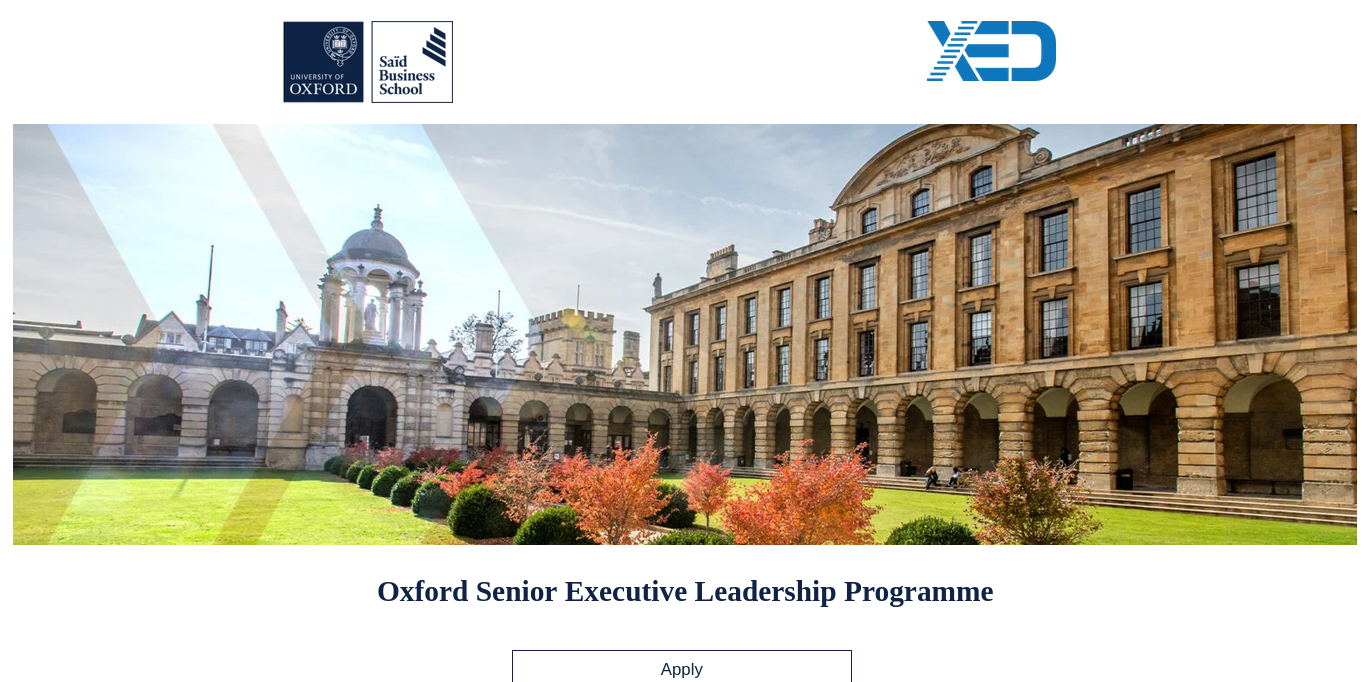 UNIVERSITY OF
OXFORD
Saïd
Business
School
XED
Oxford Senior Executive Leadership Programme
Apply